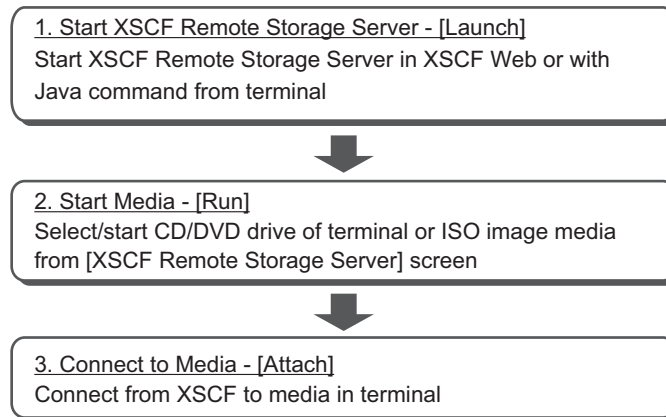 1. Start XSCF Remote Storage Server - [Launch]
Start XSCF Remote Storage Server in XSCF Web or with
Java command from terminal
2. Start Media - [Run]
Select/start CD/DVD drive of terminal or ISO image media
from [XSCF Remote Storage Server] screen
3. Connect to Media - [Attach]
Connect from XSCF to media in terminal